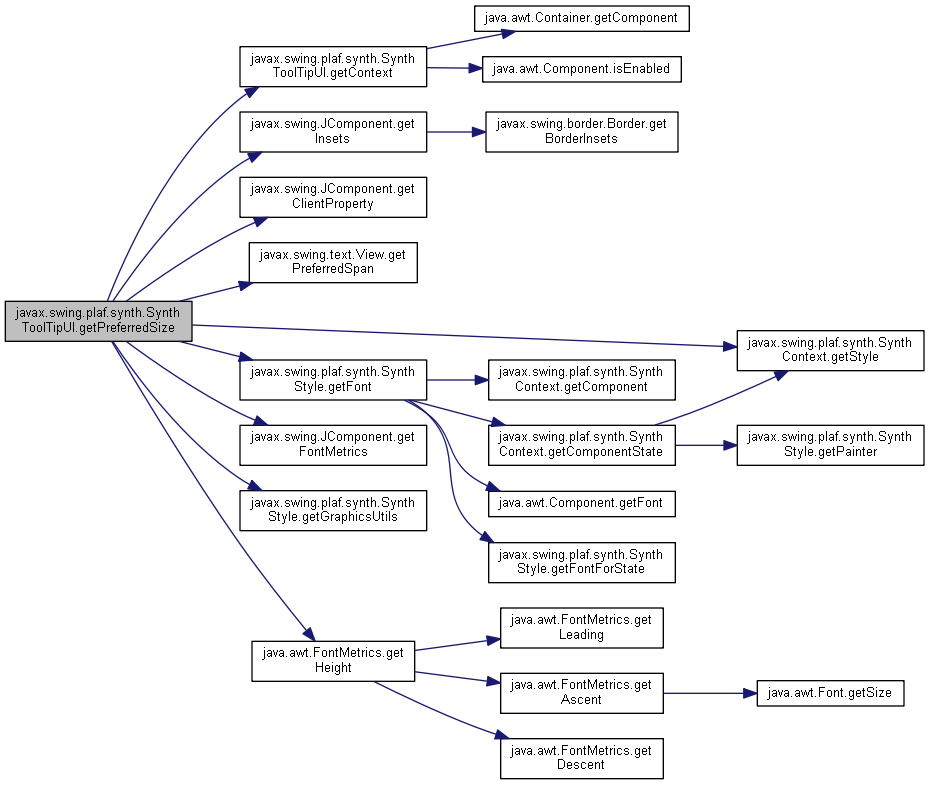 java.awt.Container.getComponent
javax.swing.plaf.synth.Synth
ToolTipUI.getContext
java.awt.Component.isEnabled
javax.swing.JComponent.get
Insets
javax.swing.border.Border.get
BorderInsets
javax.swing.JComponent.get
ClientProperty
javax.swing.text.View.get
PreferredSpan
javax.swing.plaf.synth.Synth
ToolTipUI.getPreferredSize
javax.swing.plaf.synth.Synth
Context.getStyle
javax.swing.plaf.synth.Synth
Style.getFont
javax.swing.plaf.synth.Synth
Context.getComponent
javax.swing.JComponent.get
FontMetrics
javax.swing.plaf.synth.Synth
Context.getComponentState
javax.swing.plaf.synth.Synth
Style.getPainter
javax.swing.plaf.synth.Synth
Style.getGraphicsUtils
java.awt.Component.getFont
javax.swing.plaf.synth.Synth
Style.getFontForState
java.awt.FontMetrics.get
Leading
java.awt.FontMetrics.get
Height
java.awt.FontMetrics.get
Ascent
java.awt.Font.getSize
java.awt.FontMetrics.get
Descent